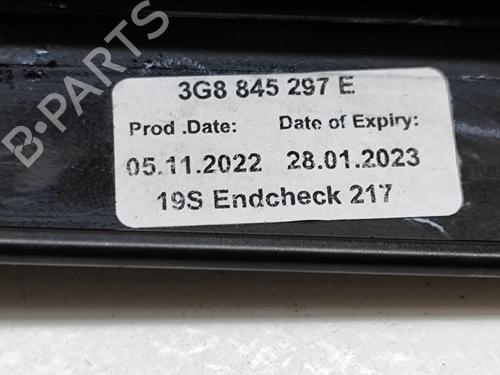 B-PARTS
3G8 845 297 E
Prod .Date: Date of Expiry:
05.11.2022 28.01.2023
19S Endcheck 217